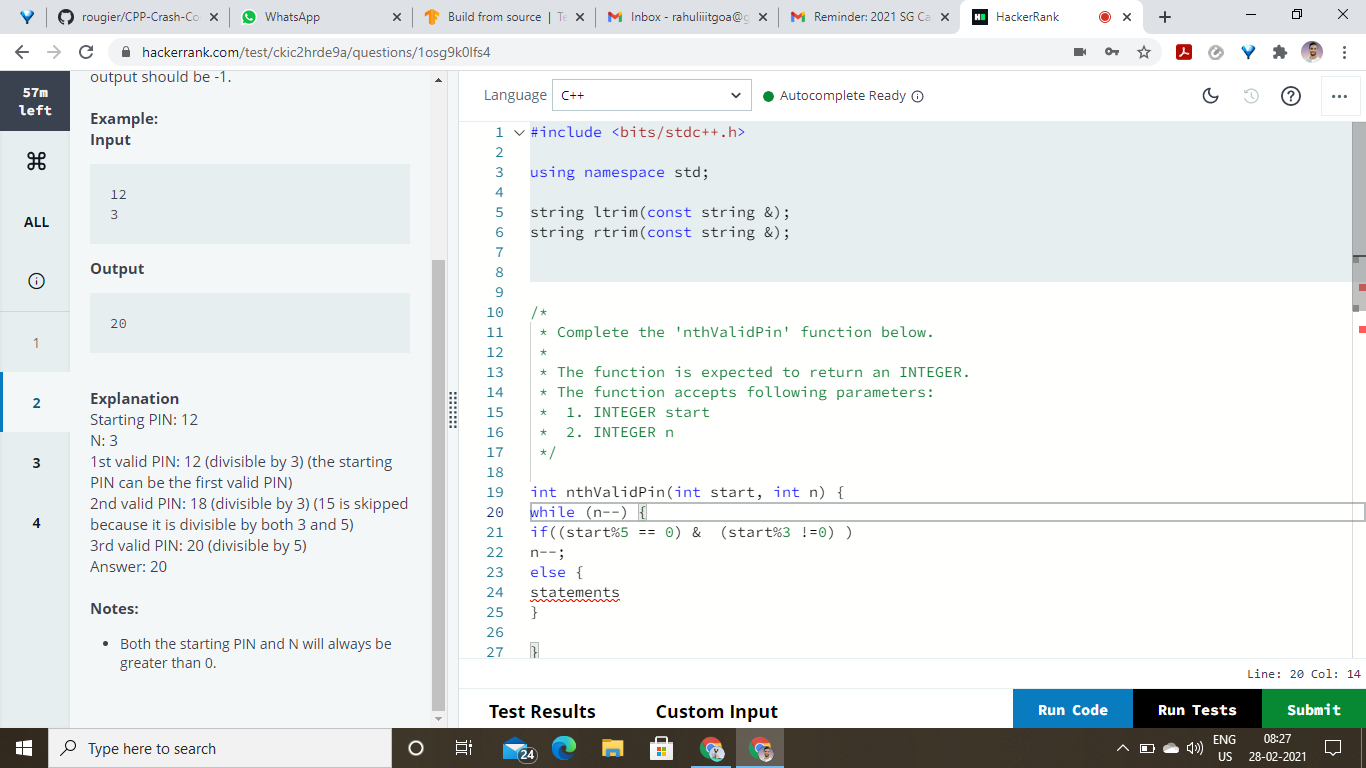 rougier/CPP-Crash-Co
WhatsApp
Build from source | Te
Inbox - rahuliiitgoa@g
Reminder: 2021 SG Ca
HackerRank
hackerrank.com/test/ckic2hrde9a/questions/1osg9k0lfs4
57m
left
ALL
1
2
3
4
output should be -1.
Example:
Input
12
3
Output
20
Explanation
Starting PIN: 12
N: 3
1st valid PIN: 12 (divisible by 3) (the starting
PIN can be the first valid PIN)
2nd valid PIN: 18 (divisible by 3) (15 is skipped
because it is divisible by both 3 and 5)
3rd valid PIN: 20 (divisible by 5)
Answer: 20
Notes:
• Both the starting PIN and N will always be
greater than 0.
Language C++ Autocomplete Ready
1 #include <bits/stdc++.h>
2
3 using namespace std;
4
5 string ltrim(const string &);
6 string rtrim(const string &);
7
8
9
10 /*
11 * Complete the 'nthValidPin' function below.
12 *
13 * The function is expected to return an INTEGER.
14 * The function accepts following parameters:
15 * 1. INTEGER start
16 * 2. INTEGER n
17 */
18
19 int nthValidPin(int start, int n) {
20 while (n--) {
21 if((start%5 == 0) & (start%3 !=0) )
22 n--;
23 else {
24 statements
25 }
26
27 }
Line: 20 Col: 14
Test Results Custom Input Run Code Run Tests Submit
Type here to search
24
ENG
US
08:27
28-02-2021